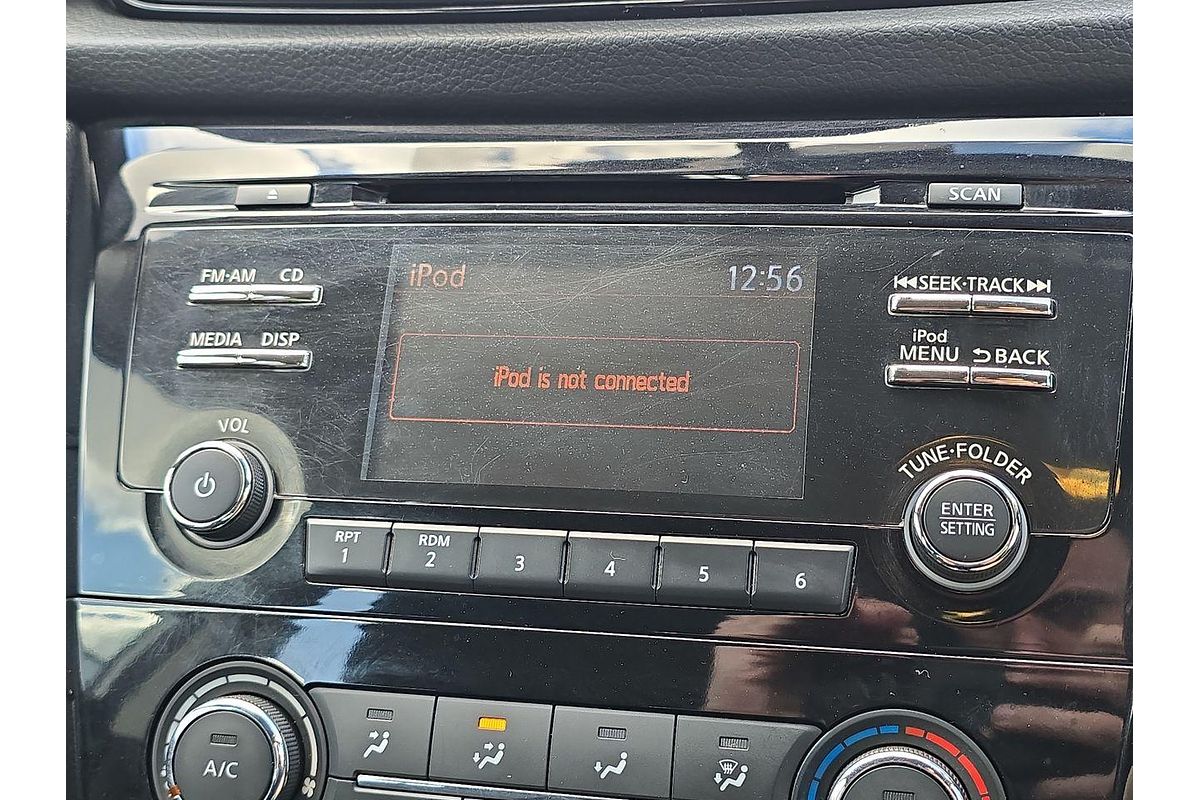 SCAN
FM·AM CD
iPod 12:56
SEEK·TRACK
MEDIA DISP
iPod
MENU BACK
iPod is not connected
VOL
TUNE·FOLDER
ENTER
SETTING
RPT
1
RDM
2
3
4
5
6
A/C